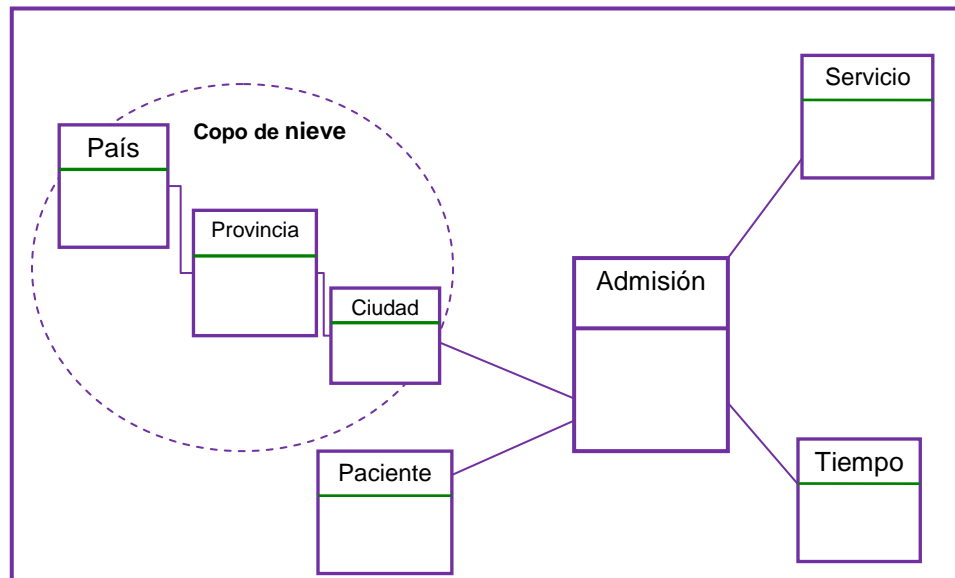 Servicio
Copo de nieve
País
Provincia
Admisión
Ciudad
Paciente
Tiempo